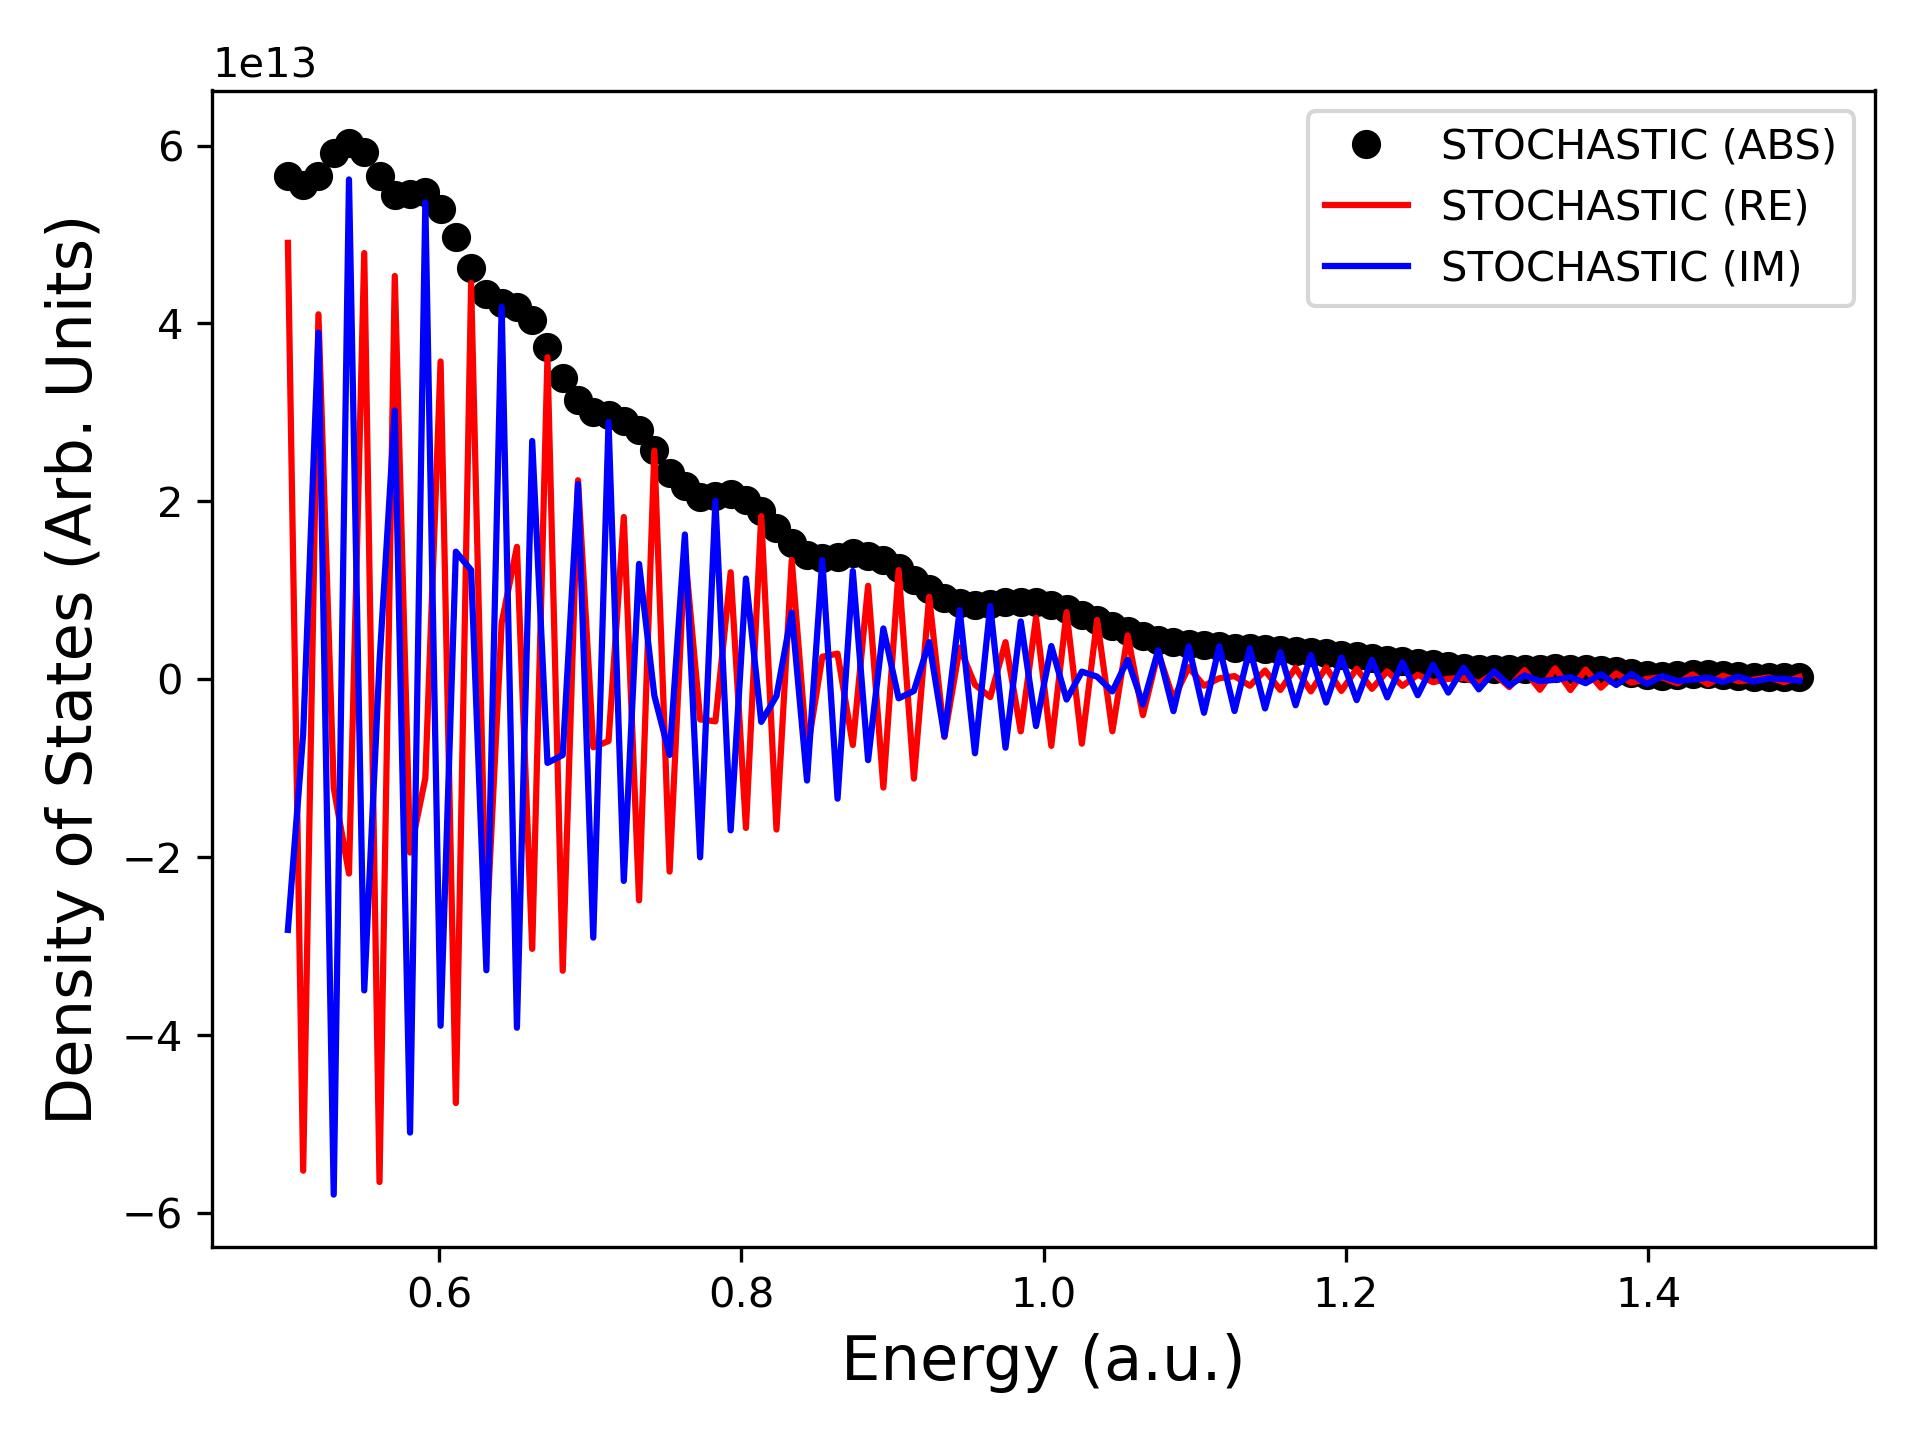 1e13
6
4
2
0
−2
−4
−6
Density of States (Arb. Units)
STOCHASTIC (ABS)
STOCHASTIC (RE)
STOCHASTIC (IM)
0.6 0.8 1.0 1.2 1.4
Energy (a.u.)